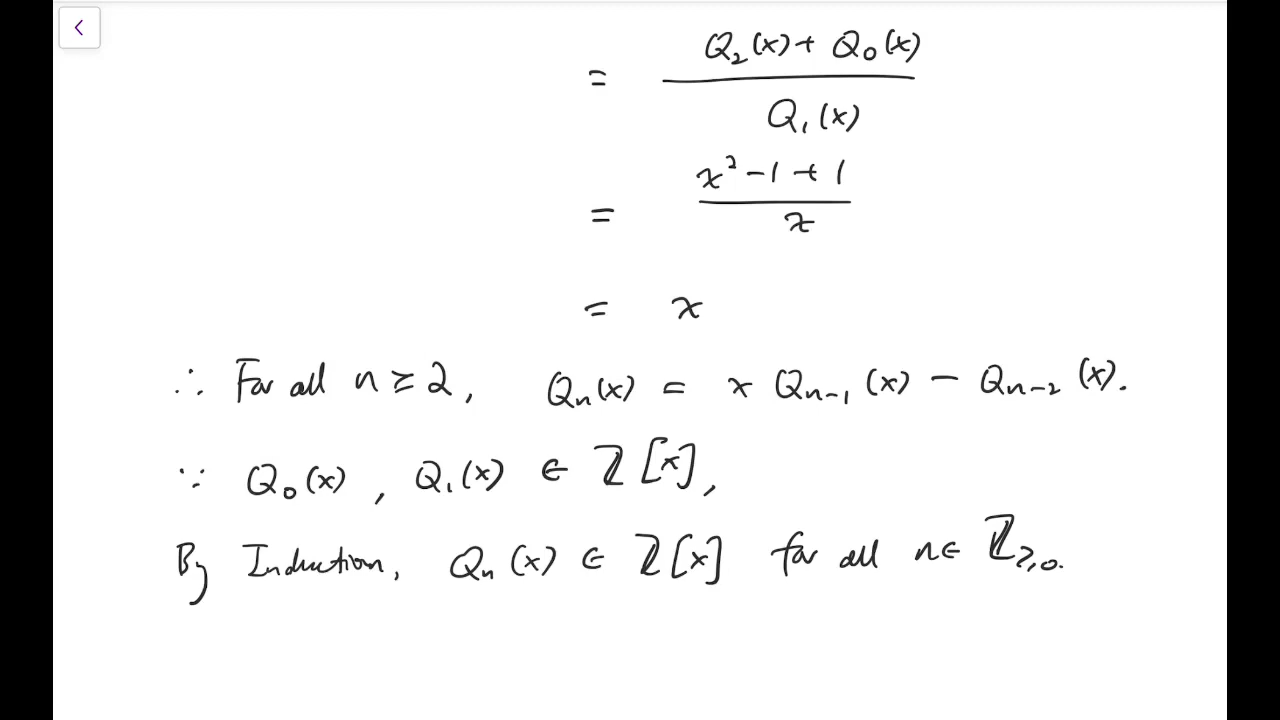 = Q₂(x) + Q₀(x) / Q₁(x)
= x² - 1 + 1 / x
= x
∴ For all n ≥ 2, Qₙ(x) = x Qₙ₋₁(x) - Qₙ₋₂(x).
∵ Q₀(x), Q₁(x) ∈ ℤ[x],
By Induction, Qₙ(x) ∈ ℤ[x] for all n ∈ ℤ≥0.